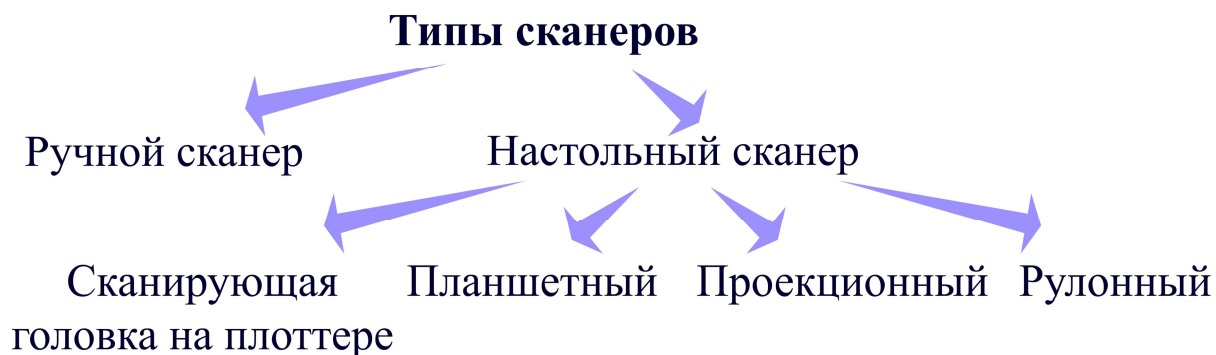 Типы сканеров
Ручной сканер
Настольный сканер
Сканирующая головка на плоттере
Планшетный
Проекционный
Рулонный